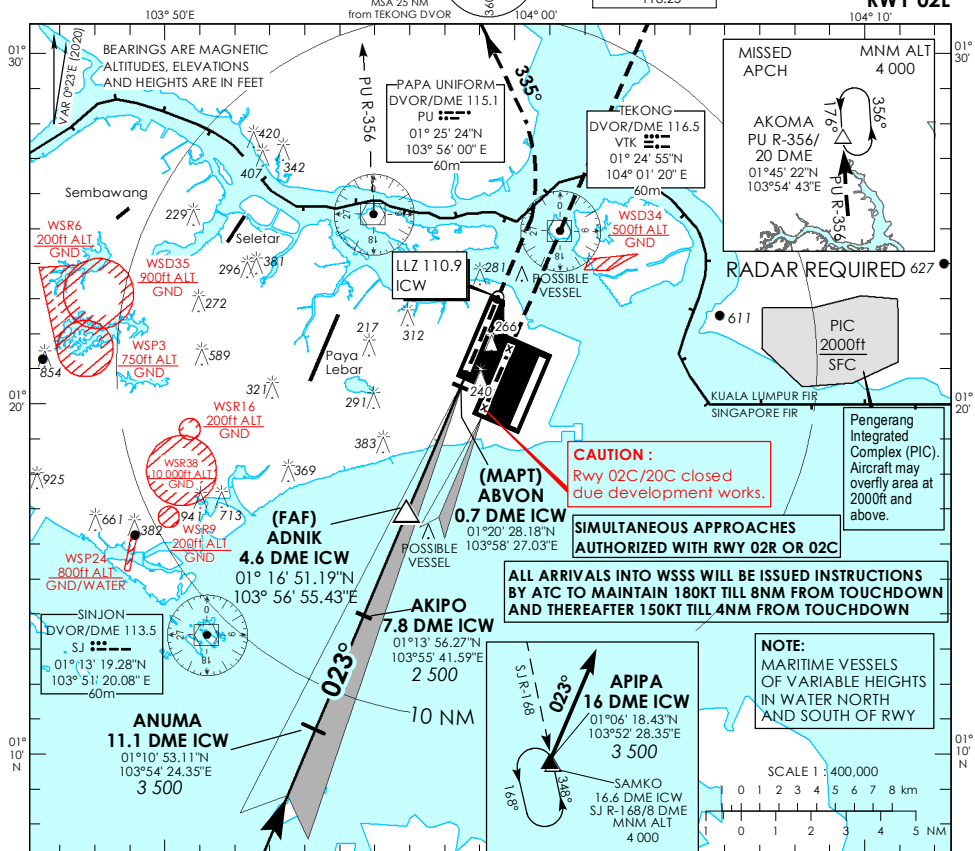 MSA 25 NM
from TEKONG DVOR
360
RWY 02L
103° 50'E
104° 00'
104° 10'
01°
30'
01°
30'
VAR 0°23'E (2020)
BEARINGS ARE MAGNETIC
ALTITUDES, ELEVATIONS
AND HEIGHTS ARE IN FEET
PUR-356
335°
PAPA UNIFORM
DVOR/DME 115.1
PU
01° 25' 24"N
103° 56' 00" E
60m
TEKONG
DVOR/DME 116.5
VTK
01° 24' 55"N
104° 01' 20" E
60m
MISSED
APCH
MNM ALT
4 000
176°
356°
AKOMA
PU R-356/
20 DME
01°45' 22"N
103°54' 43"E
PUR-356
RADAR REQUIRED
627
420
407
342
Sembawang
229
Seletar
296
381
272
WSR6
200ft ALT
GND
WSD35
900ft ALT
GND
WSP3
750ft ALT
GND
854
589
0
9
18
27
0
9
18
27
WSD34
500ft ALT
GND
LLZ 110.9
ICW
281
POSSIBLE
VESSEL
266
217
312
Paya
Lebar
321
291
240
611
PIC
2000ft
SFC
KUALA LUMPUR FIR
SINGAPORE FIR
01°
20'
01°
20'
WSR16
200ft ALT
GND
383
369
925
WSR38
10 000ft ALT
GND
941
713
661
382
WSR9
200ft ALT
GND
WSP24
800ft ALT
GND/WATER
Pengerang
Integrated
Complex (PIC).
Aircraft may
overfly area at
2000ft and
above.
CAUTION :
Rwy 02C/20C closed
due development works.
(MAPT)
ABVON
0.7 DME ICW
01°20' 28.18"N
103°58' 27.03"E
(FAF)
ADNIK
4.6 DME ICW
01° 16' 51.19"N
103° 56' 55.43"E
POSSIBLE
VESSEL
SIMULTANEOUS APPROACHES
AUTHORIZED WITH RWY 02R OR 02C
ALL ARRIVALS INTO WSSS WILL BE ISSUED INSTRUCTIONS
BY ATC TO MAINTAIN 180KT TILL 8NM FROM TOUCHDOWN
AND THEREAFTER 150KT TILL 4NM FROM TOUCHDOWN
AKIPO
7.8 DME ICW
01°13' 56.27"N
103°55' 41.59"E
2 500
SINJON
DVOR/DME 113.5
SJ
01° 13' 19.28"N
103° 51' 20.08" E
60m
0
9
18
27
023°
10 NM
ANUMA
11.1 DME ICW
01°10' 53.11"N
103°54' 24.35"E
3 500
SJ R-168
023°
APIPA
16 DME ICW
01°06' 18.43"N
103°52' 28.35"E
3 500
168°
348°
SAMKO
16.6 DME ICW
SJ R-168/8 DME
MNM ALT
4 000
NOTE:
MARITIME VESSELS
OF VARIABLE HEIGHTS
IN WATER NORTH
AND SOUTH OF RWY
01°
10'
N
01°
10'
N
SCALE 1 : 400,000
1 0 1 2 3 4 5 6 7 8 km
1 0 1 2 3 4 5 NM